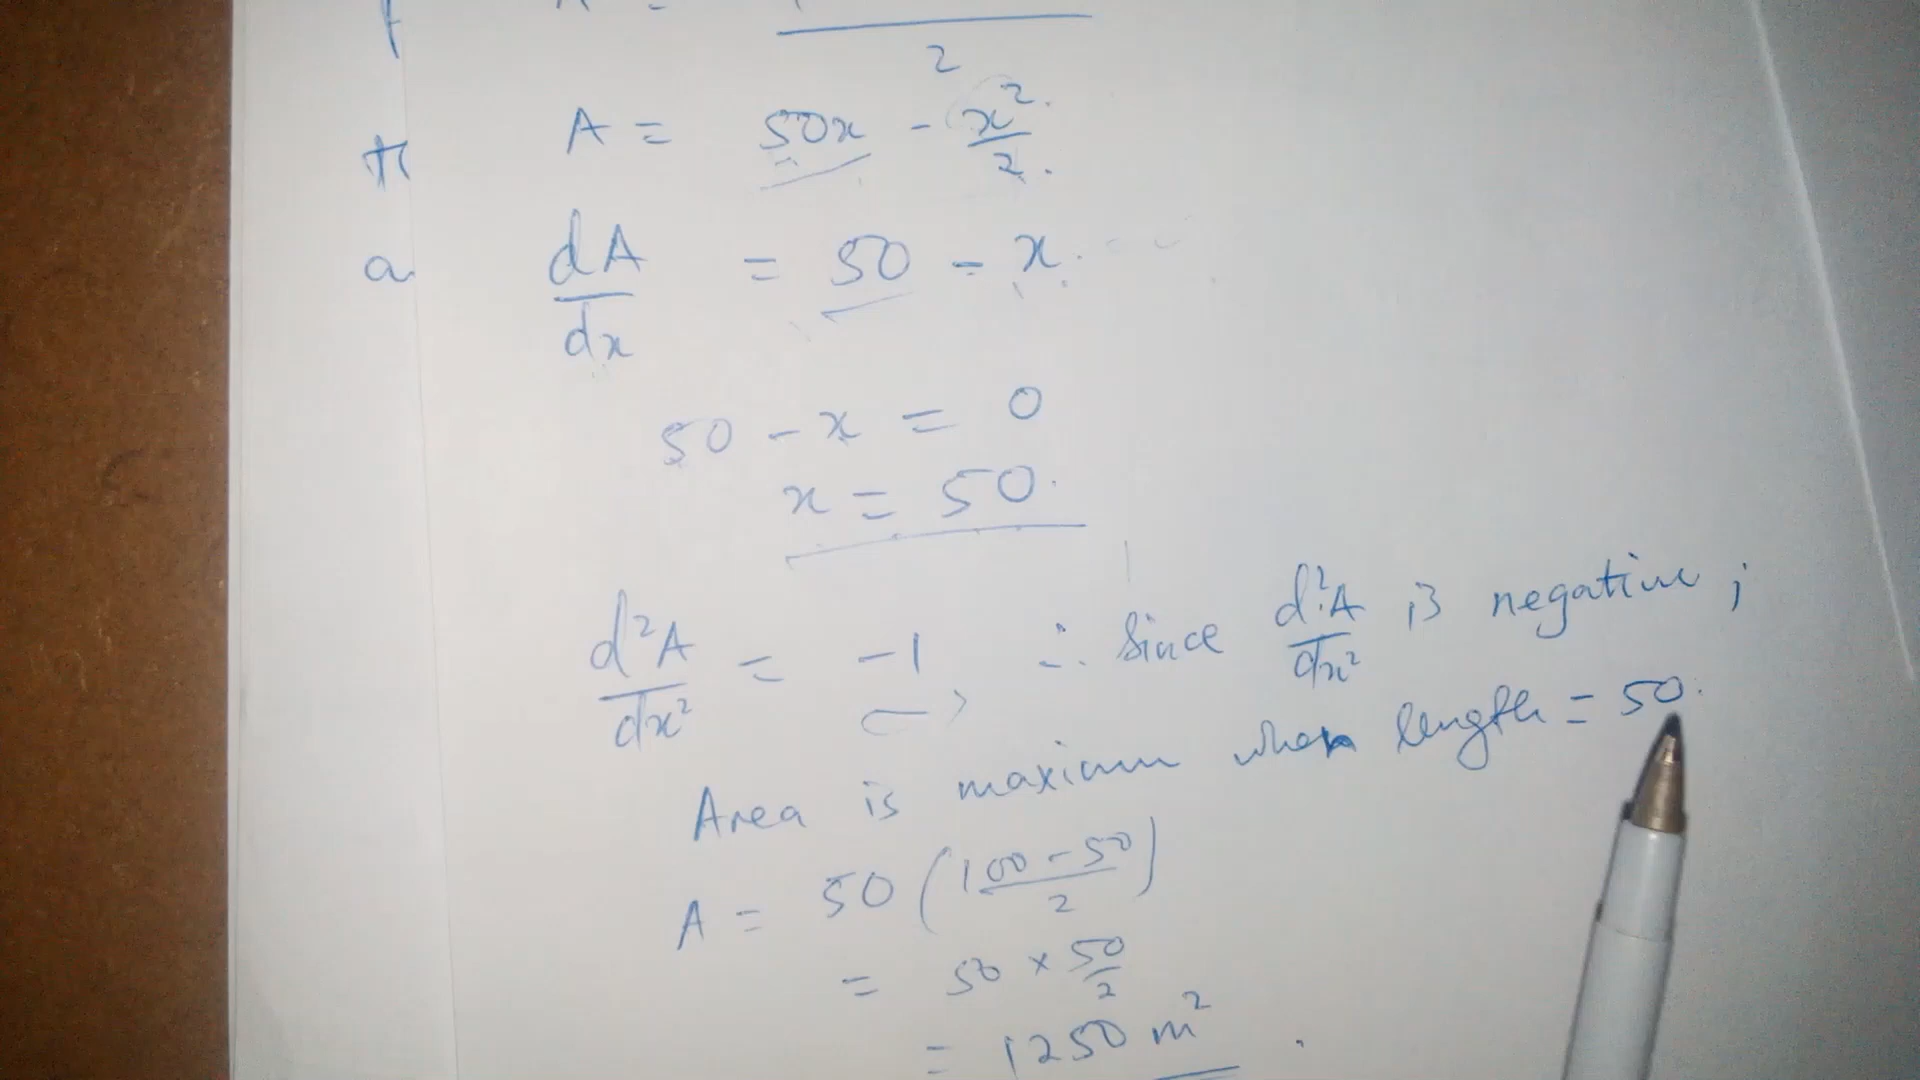 2
A = 50x - x²/2.
π
dA/dx = 50 - x.
a
50 - x = 0
x = 50.
d²A/dx² = -1 ∴ Since d²A/dx² is negative;
Area is maximum when length = 50.
A = 50 (100 - 50 / 2)
= 50 × 50/2
= 1250 m².